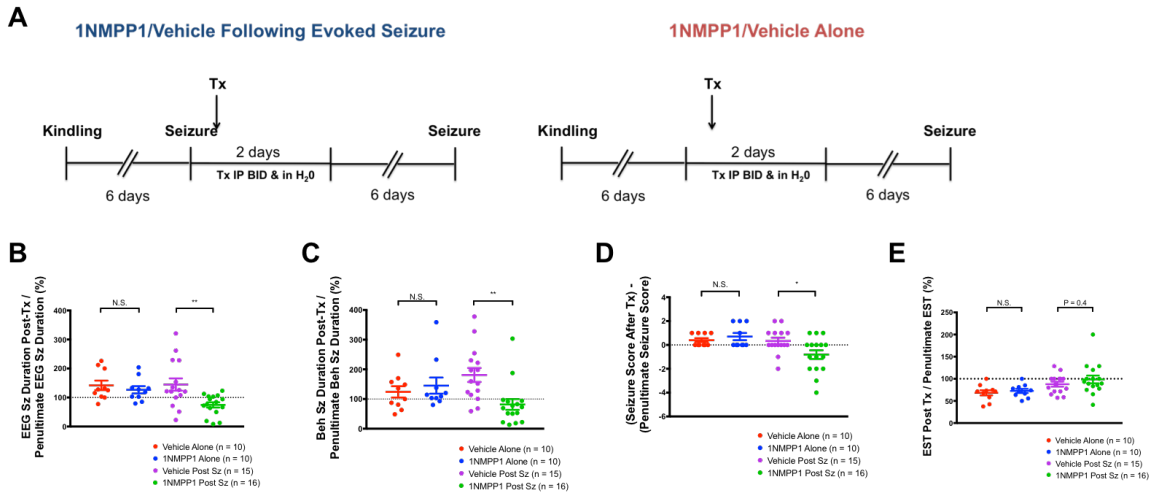 A
1NMPP1/Vehicle Following Evoked Seizure
1NMPP1/Vehicle Alone
Tx
Kindling
Seizure
Seizure
2 days
Tx IP BID & in H₂0
6 days
6 days
Tx
Kindling
Seizure
2 days
Tx IP BID & in H₂0
6 days
6 days
B
EEG Sz Duration Post-Tx /
Penultimate EEG Sz Duration (%)
400
300
200
100
0
N.S.
**
Vehicle Alone (n = 10)
1NMPP1 Alone (n = 10)
Vehicle Post Sz (n = 15)
1NMPP1 Post Sz (n = 16)
C
Beh Sz Duration Post-Tx /
Penultimate Beh Sz Duration (%)
400
300
200
100
0
N.S.
**
Vehicle Alone (n = 10)
1NMPP1 Alone (n = 10)
Vehicle Post Sz (n = 15)
1NMPP1 Post Sz (n = 16)
D
(Seizure Score After Tx) -
(Penultimate Seizure Score)
4
2
0
-2
-4
-6
N.S.
*
Vehicle Alone (n = 10)
1NMPP1 Alone (n = 10)
Vehicle Post Sz (n = 15)
1NMPP1 Post Sz (n = 16)
E
EST Post Tx / Penultimate EST (%)
250
200
150
100
50
0
N.S.
P = 0.4
Vehicle Alone (n = 10)
1NMPP1 Alone (n = 10)
Vehicle Post Sz (n = 15)
1NMPP1 Post Sz (n = 16)